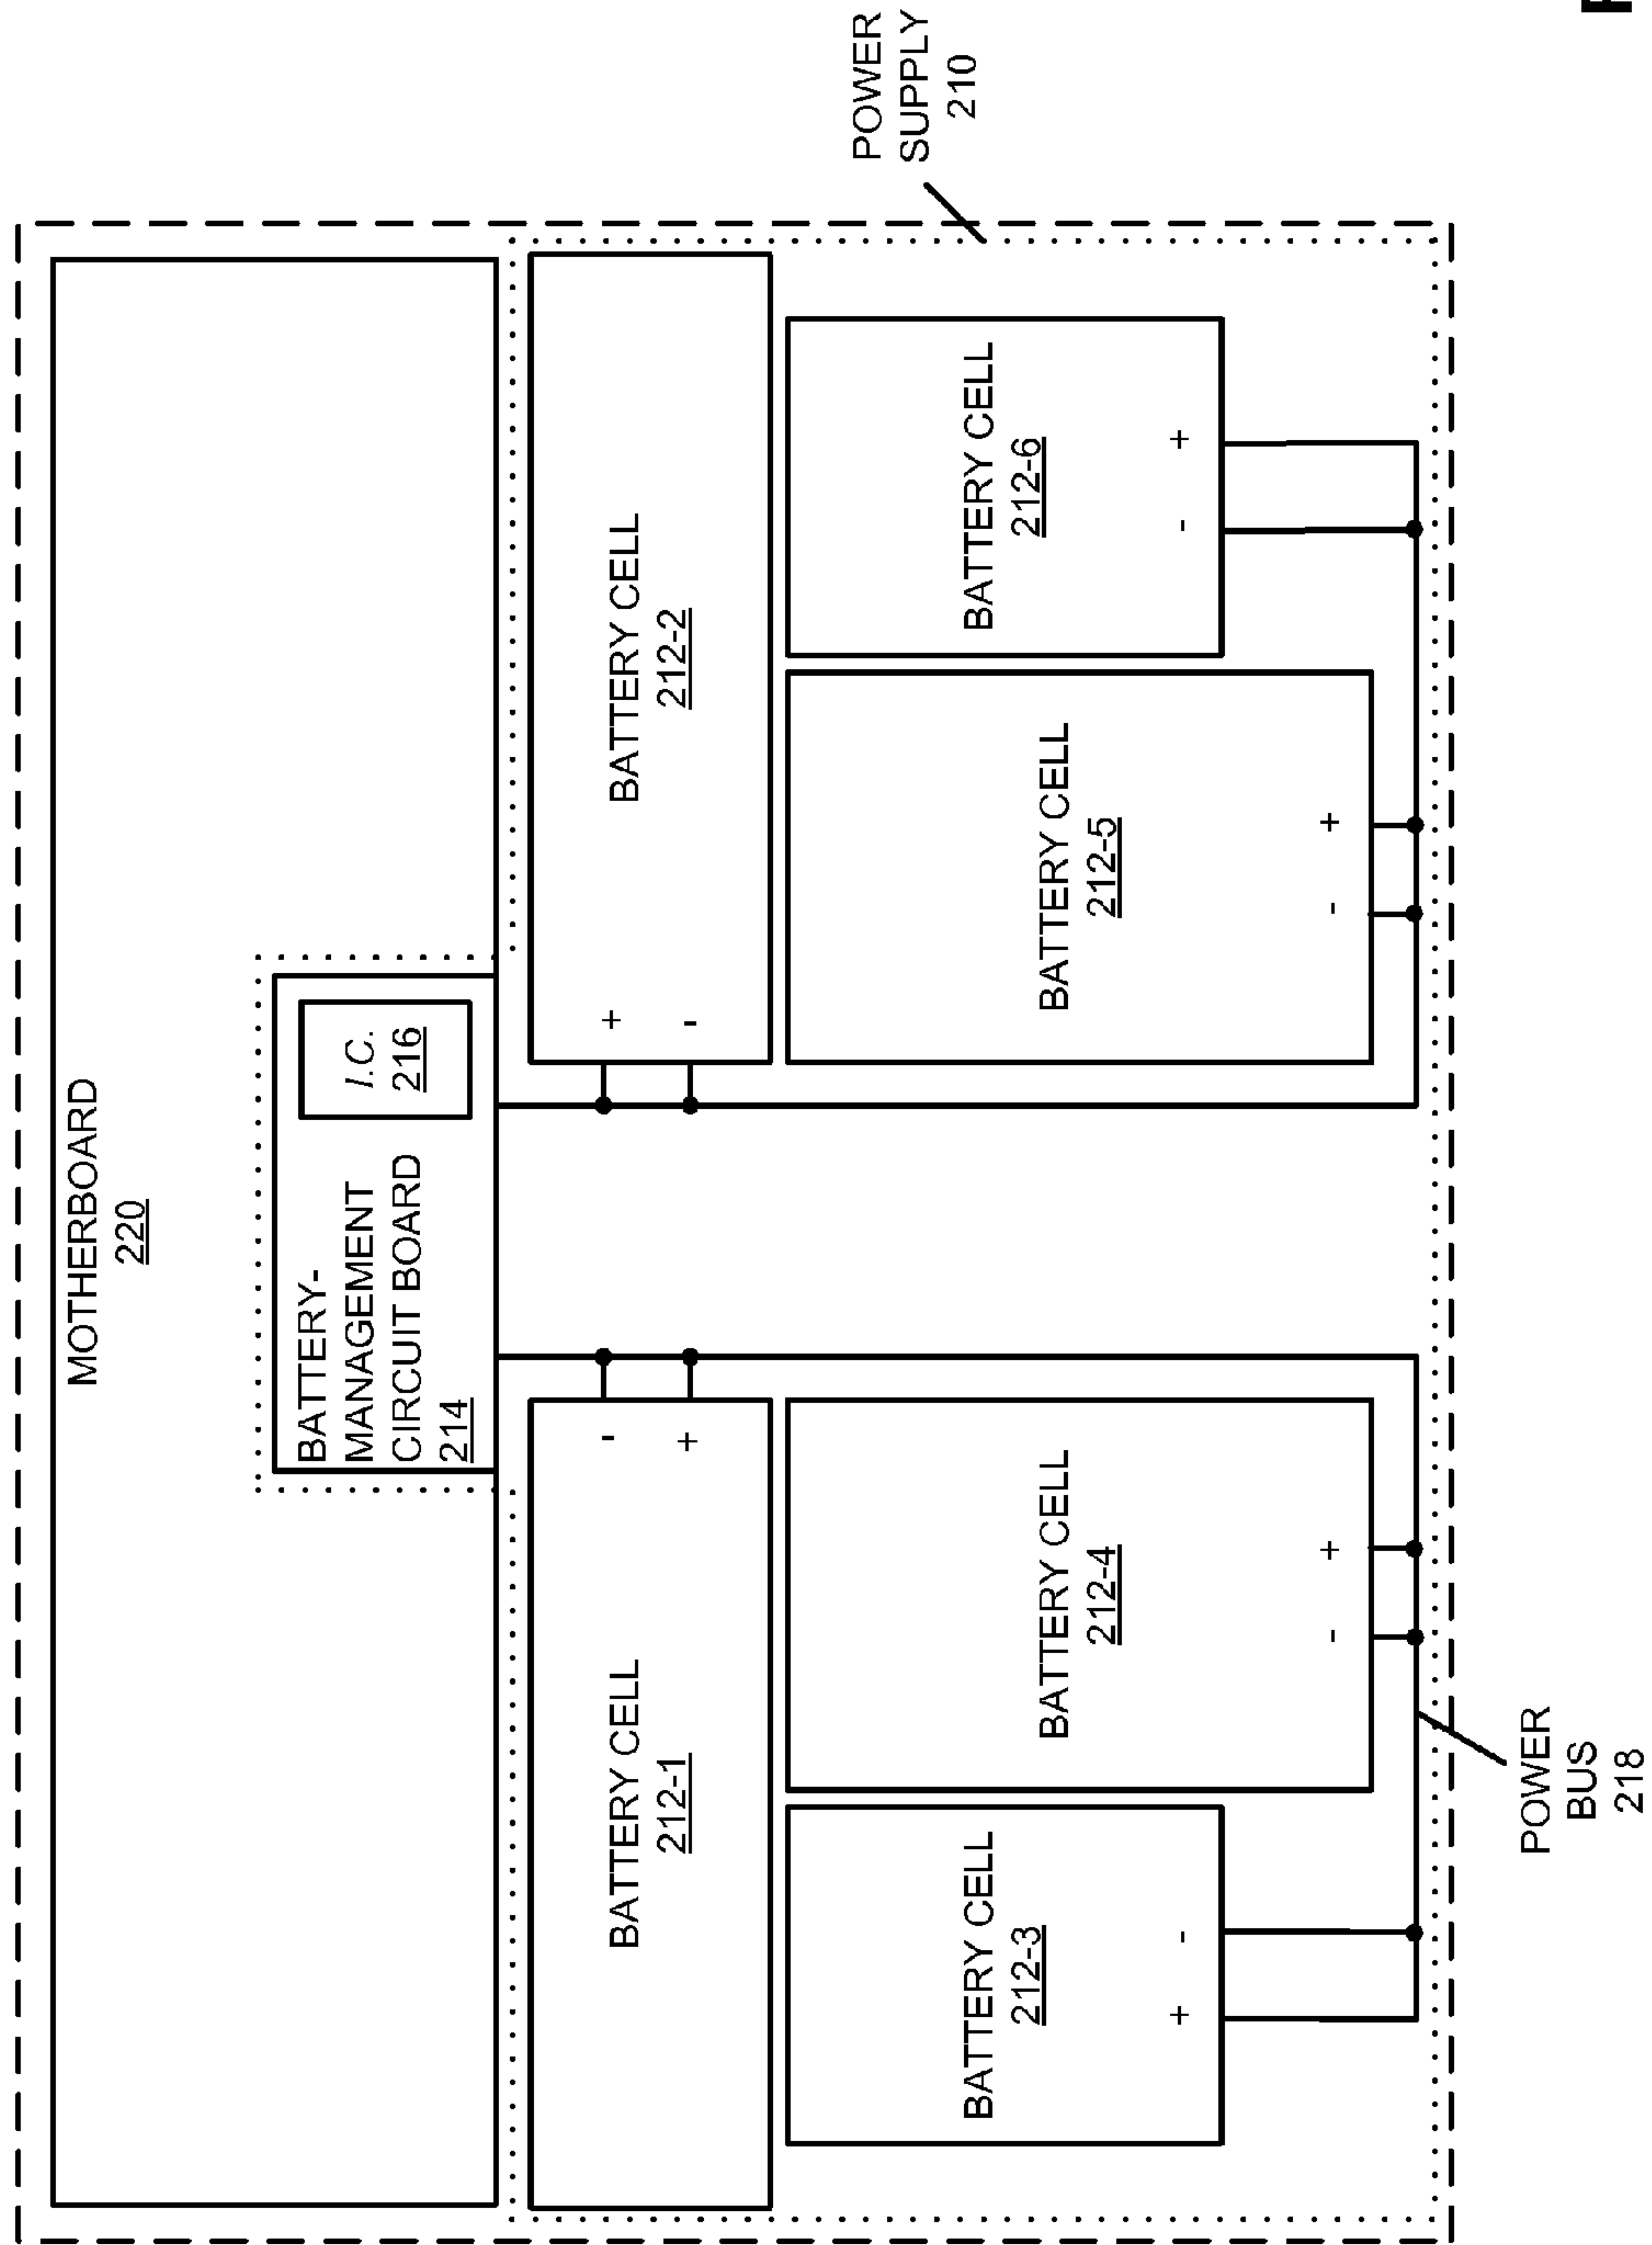 MOTHERBOARD
220
BATTERY-
MANAGEMENT
CIRCUIT BOARD
214
I.C.
216
BATTERY CELL
212-1
-
+
BATTERY CELL
212-2
+
-
BATTERY CELL
212-3
+
-
BATTERY CELL
212-4
-
+
BATTERY CELL
212-5
-
+
BATTERY CELL
212-6
-
+
POWER
SUPPLY
210
POWER
BUS
218